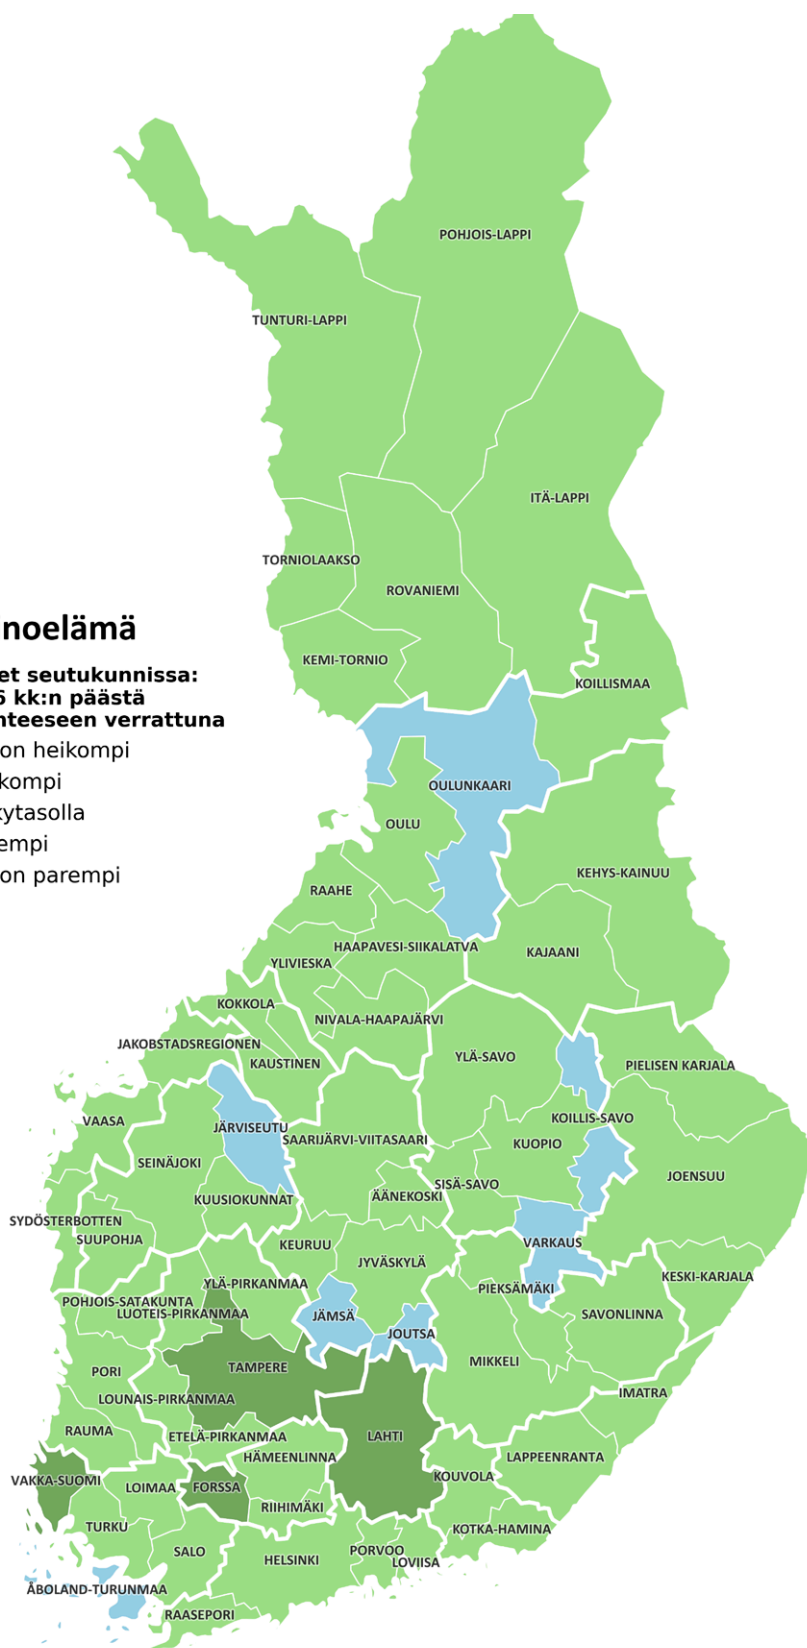 POHJOIS-LAPPI
TUNTURI-LAPPI
ITÄ-LAPPI
TORNIOLAAKSO
ROVANIEMI
noelämä
KEMI-TORNIO
et seutukunnissa:
KOILLISMAA
6 kk:n päästä
nteeseen verrattuna
on heikompi
kompi
OULUNKAARI
kytasolla
OULU
empi
on parempi
KEHYS-KAINUU
RAAHE
HAAPAVESI-SIIKALATVA
KAJAANI
YLIVIESKA
KOKKOLA
NIVALA-HAAPAJÄRVI
JAKOBSTADSREGIONEN
YLÄ-SAVO
KAUSTINEN
PIELISEN KARJALA
VAASA
KOILLIS-SAVO
JÄRVISEUTU
SAARIJÄRVI-VIITASAARI
KUOPIO
SEINÄJOKI
JOENSUU
SISÄ-SAVO
ÄÄNEKOSKI
KUUSIOKUNNAT
SYDÖSTERBOTTEN
SUUPOHJA
KEURUU
VARKAUS
JYVÄSKYLÄ
KESKI-KARJALA
YLÄ-PIRKANMAA
PIEKSÄMÄKI
POHJOIS-SATAKUNTA
LUOTEIS-PIRKANMAA
JÄMSÄ
SAVONLINNA
JOUTSA
MIKKELI
TAMPERE
PORI
IMATRA
LOUNAIS-PIRKANMAA
RAUMA
ETELÄ-PIRKANMAA
LAHTI
HÄMEENLINNA
LAPPEENRANTA
KOUVOLA
VAKKA-SUOMI
LOIMAA
FORSSA
RIIHIMÄKI
TURKU
KOTKA-HAMINA
SALO
HELSINKI
PORVOO
LOVIISA
ÅBOLAND-TURUNMAA
RAASEPORI